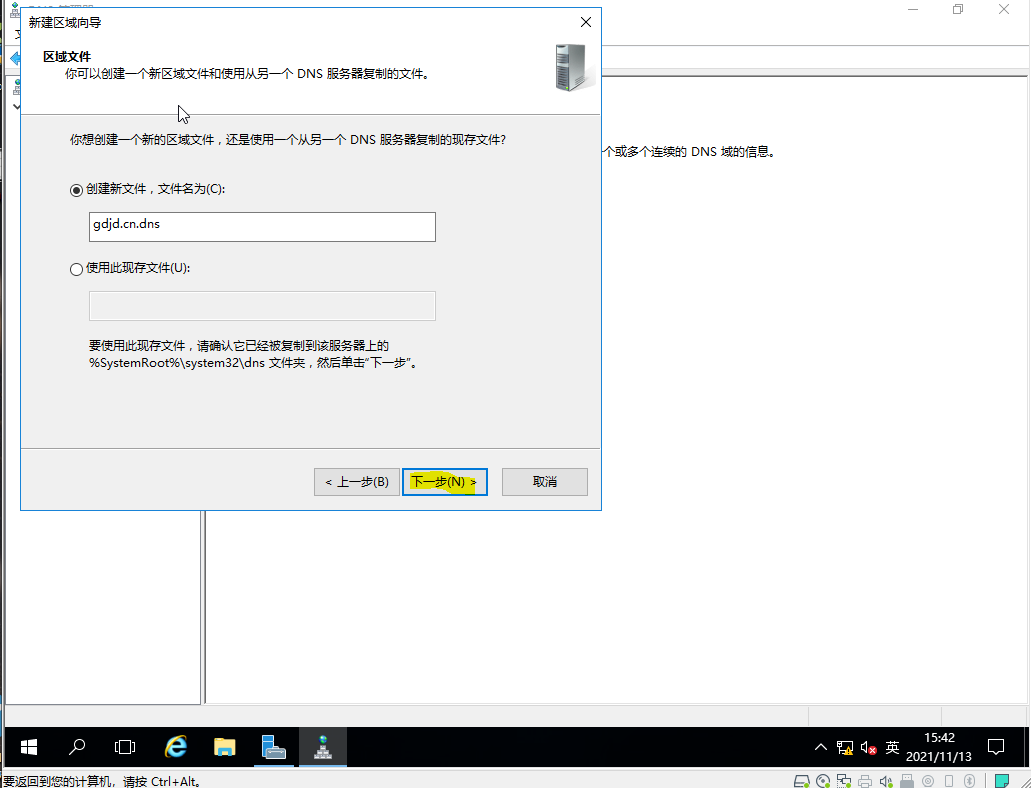 新建区域向导
区域文件
你可以创建一个新区域文件和使用从另一个 DNS 服务器复制的文件。
你想创建一个新的区域文件，还是使用一个从另一个 DNS 服务器复制的现存文件?
个或多个连续的 DNS 域的信息。
创建新文件，文件名为(C):
gdjd.cn.dns
使用此现存文件(U):
要使用此现存文件，请确认它已经被复制到该服务器上的
%SystemRoot%\system32\dns 文件夹，然后单击“下一步”。
< 上一步(B)
下一步(N) >
取消
英
15:42
2021/11/13
要返回到您的计算机，请按 Ctrl+Alt。